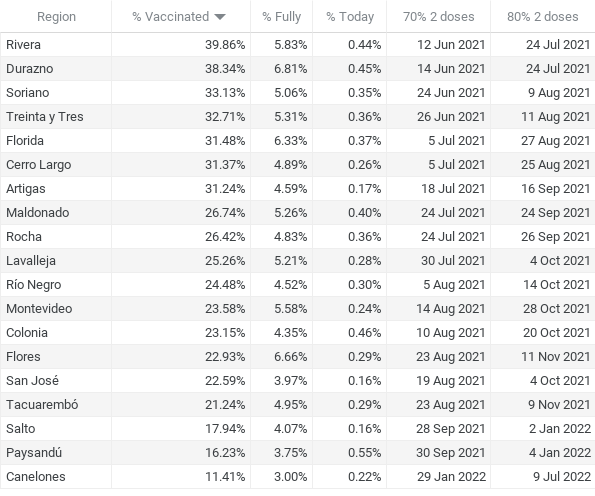 Region % Vaccinated % Fully % Today 70% 2 doses 80% 2 doses
Rivera 39.86% 5.83% 0.44% 12 Jun 2021 24 Jul 2021
Durazno 38.34% 6.81% 0.45% 14 Jun 2021 24 Jul 2021
Soriano 33.13% 5.06% 0.35% 24 Jun 2021 9 Aug 2021
Treinta y Tres 32.71% 5.31% 0.36% 26 Jun 2021 11 Aug 2021
Florida 31.48% 6.33% 0.37% 5 Jul 2021 27 Aug 2021
Cerro Largo 31.37% 4.89% 0.26% 5 Jul 2021 25 Aug 2021
Artigas 31.24% 4.59% 0.17% 18 Jul 2021 16 Sep 2021
Maldonado 26.74% 5.26% 0.40% 24 Jul 2021 24 Sep 2021
Rocha 26.42% 4.83% 0.36% 24 Jul 2021 26 Sep 2021
Lavalleja 25.26% 5.21% 0.28% 30 Jul 2021 4 Oct 2021
Río Negro 24.48% 4.52% 0.30% 5 Aug 2021 14 Oct 2021
Montevideo 23.58% 5.58% 0.24% 14 Aug 2021 28 Oct 2021
Colonia 23.15% 4.35% 0.46% 10 Aug 2021 20 Oct 2021
Flores 22.93% 6.66% 0.29% 23 Aug 2021 11 Nov 2021
San José 22.59% 3.97% 0.16% 19 Aug 2021 4 Oct 2021
Tacuarembó 21.24% 4.95% 0.29% 23 Aug 2021 9 Nov 2021
Salto 17.94% 4.07% 0.16% 28 Sep 2021 2 Jan 2022
Paysandú 16.23% 3.75% 0.55% 30 Sep 2021 4 Jan 2022
Canelones 11.41% 3.00% 0.22% 29 Jan 2022 9 Jul 2022